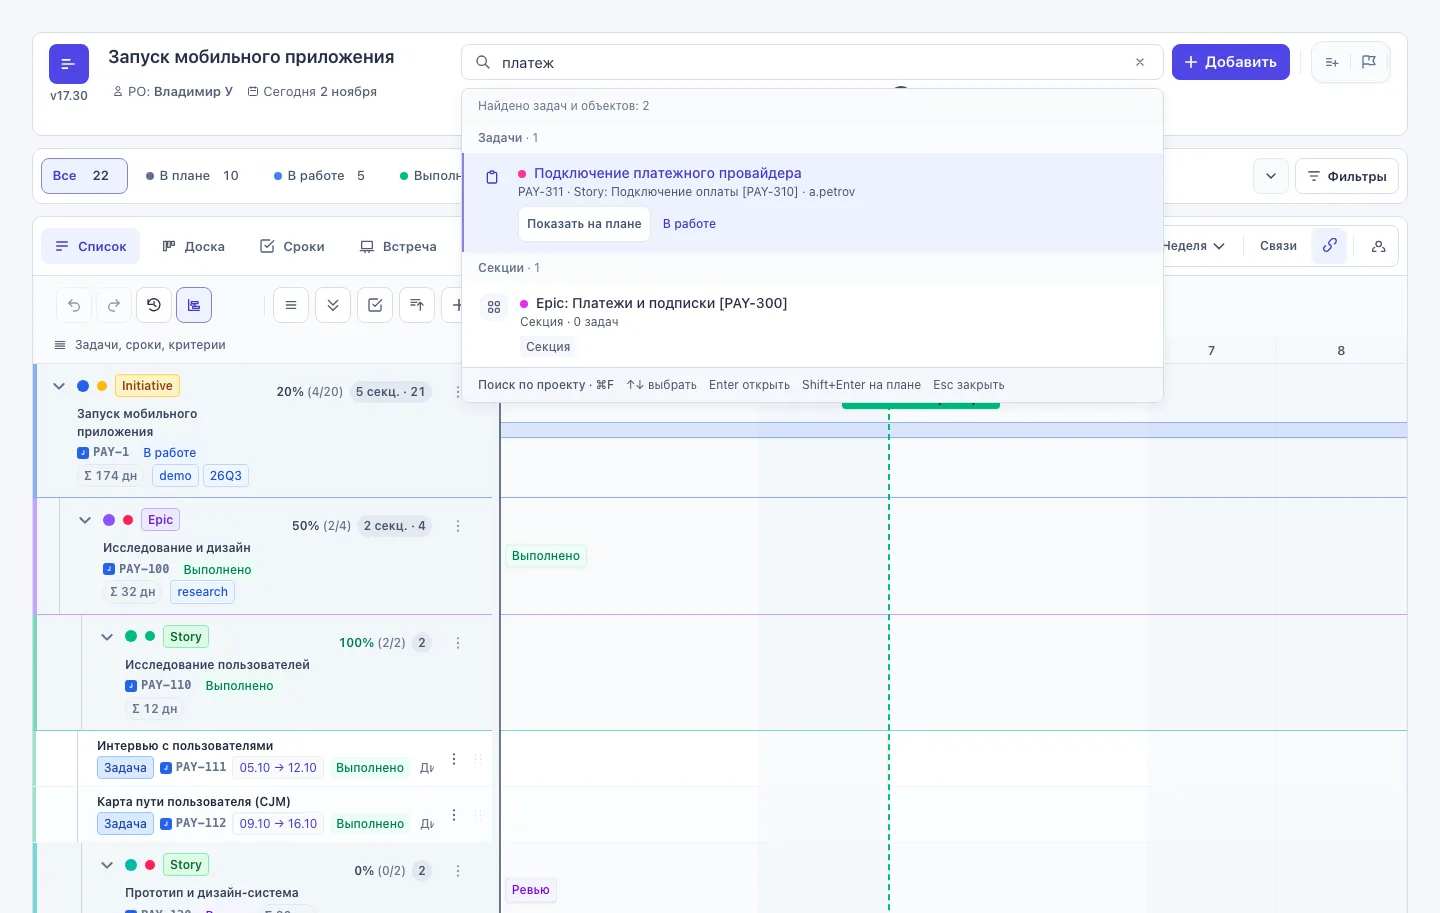 Запуск мобильного приложения
v17.30
PO: Владимир У
Сегодня 2 ноября
платеж
Добавить
Найдено задач и объектов: 2
Задачи · 1
Подключение платежного провайдера
PAY-311 · Story: Подключение оплаты [PAY-310] · a.petrov
Показать на плане
В работе
Секции · 1
Epic: Платежи и подписки [PAY-300]
Секция · 0 задач
Секция
Поиск по проекту · ⌘F ↑↓ выбрать Enter открыть Shift+Enter на плане Esc закрыть
Все 22
В плане 10
В работе 5
Выполн
Фильтры
Список
Доска
Сроки
Встреча
Неделя
Связи
Задачи, сроки, критерии
7
8
Initiative
20% (4/20)
5 секц. · 21
Запуск мобильного
приложения
PAY-1 В работе
Σ 174 дн demo 26Q3
Epic
50% (2/4)
2 секц. · 4
Исследование и дизайн
PAY-100 Выполнено
Σ 32 дн research
Выполнено
Story
100% (2/2) 2
Исследование пользователей
PAY-110 Выполнено
Σ 12 дн
Интервью с пользователями
Задача PAY-111 05.10 → 12.10 Выполнено
Карта пути пользователя (CJM)
Задача PAY-112 09.10 → 16.10 Выполнено
Story
0% (0/2) 2
Прототип и дизайн-система
Ревью